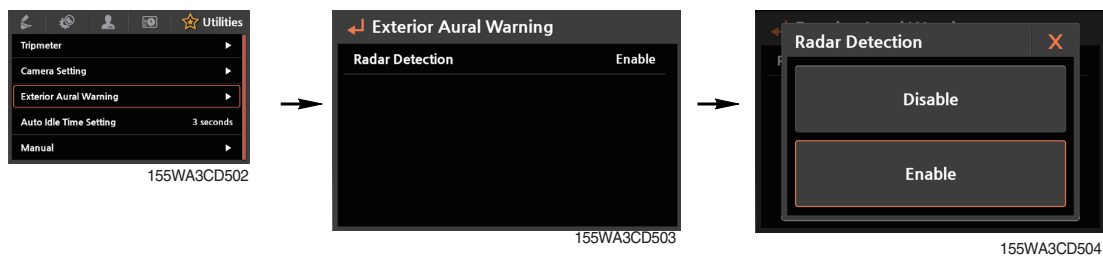 Utilities
Tripmeter
Camera Setting
Exterior Aural Warning
Auto Idle Time Setting 3 seconds
Manual
155WA3CD502
Exterior Aural Warning
Radar Detection Enable
155WA3CD503
Radar Detection X
Disable
Enable
155WA3CD504